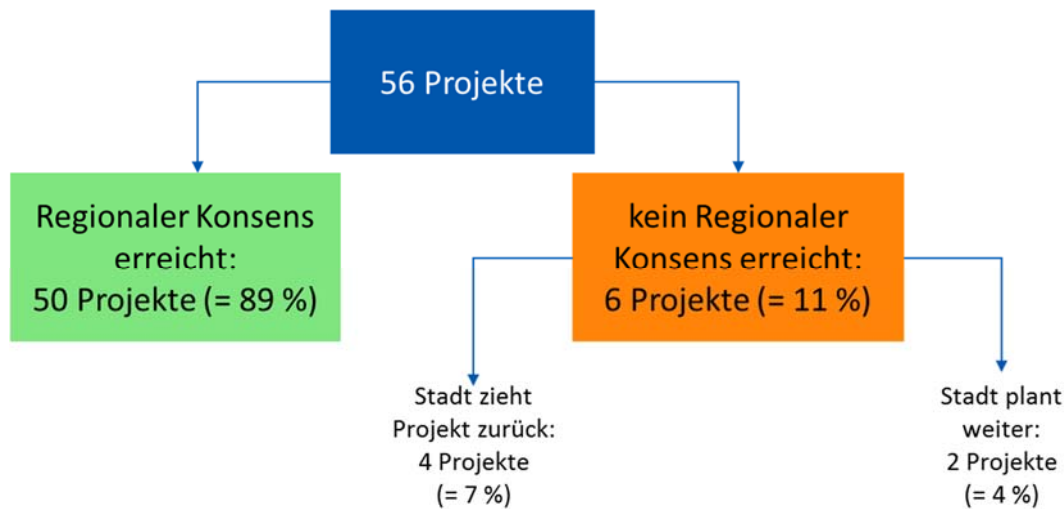 56 Projekte
Regionaler Konsens
erreicht:
50 Projekte (= 89 %)
kein Regionaler
Konsens erreicht:
6 Projekte (= 11 %)
Stadt zieht
Projekt zurück:
4 Projekte
(= 7 %)
Stadt plant
weiter:
2 Projekte
(= 4 %)